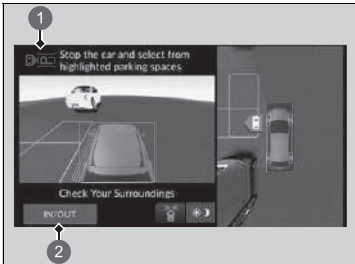 1
Stop the car and select from
highlighted parking spaces
Check Your Surroundings
IN/OUT
2